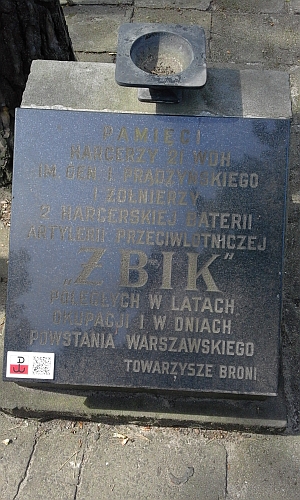 PAMIĘCI
HARCERZY 21 WDH
IM. GEN. I. PRĄDZYŃSKIEGO
I ŻOŁNIERZY
2 HARCERSKIEJ BATERII
ARTYLERII PRZECIWLOTNICZEJ
„ŻBIK"
POLEGŁYCH W LATACH
OKUPACJI I W DNIACH
POWSTANIA WARSZAWSKIEGO
TOWARZYSZE BRONI